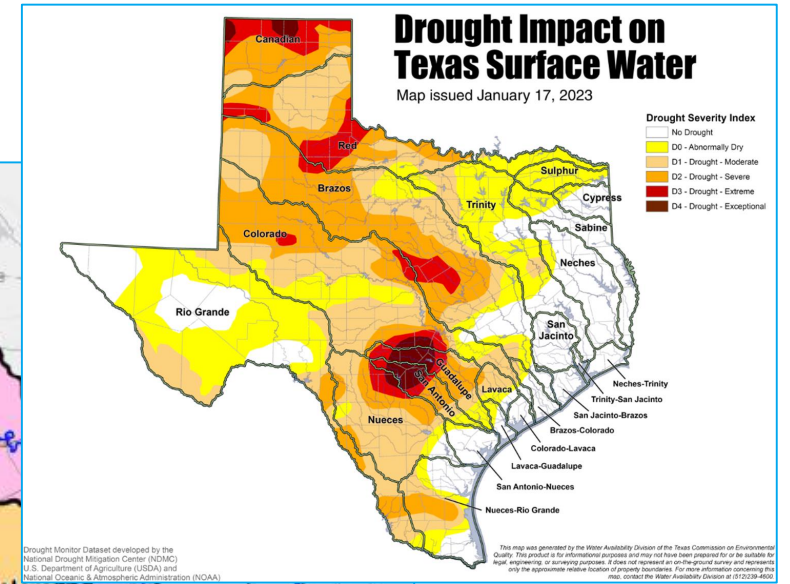 Drought Impact on
Texas Surface Water
Map issued January 17, 2023
Drought Severity Index
No Drought
D0 - Abnormally Dry
D1 - Drought - Moderate
D2 - Drought - Severe
D3 - Drought - Extreme
D4 - Drought - Exceptional
Canadian
Red
Sulphur
Brazos
Cypress
Trinity
Sabine
Colorado
Neches
Rio Grande
San
Jacinto
Guadalupe
San Antonio
Lavaca
Nueces
Neches-Trinity
Trinity-San Jacinto
San Jacinto-Brazos
Brazos-Colorado
Colorado-Lavaca
Lavaca-Guadalupe
San Antonio-Nueces
Nueces-Rio Grande
Drought Monitor Dataset developed by the
National Drought Mitigation Center (NDMC)
U.S. Department of Agriculture (USDA) and
National Oceanic & Atmospheric Administration (NOAA)
This map was generated by the Water Availability Division of the Texas Commission on Environmental
Quality. This product is for informational purposes and may not have been prepared for or be suitable for
legal, engineering, or surveying purposes. It does not represent an on-the-ground survey and represents
only the approximate relative location of property boundaries. For more information concerning this
map, contact the Water Availability Division at (512)239-4600.